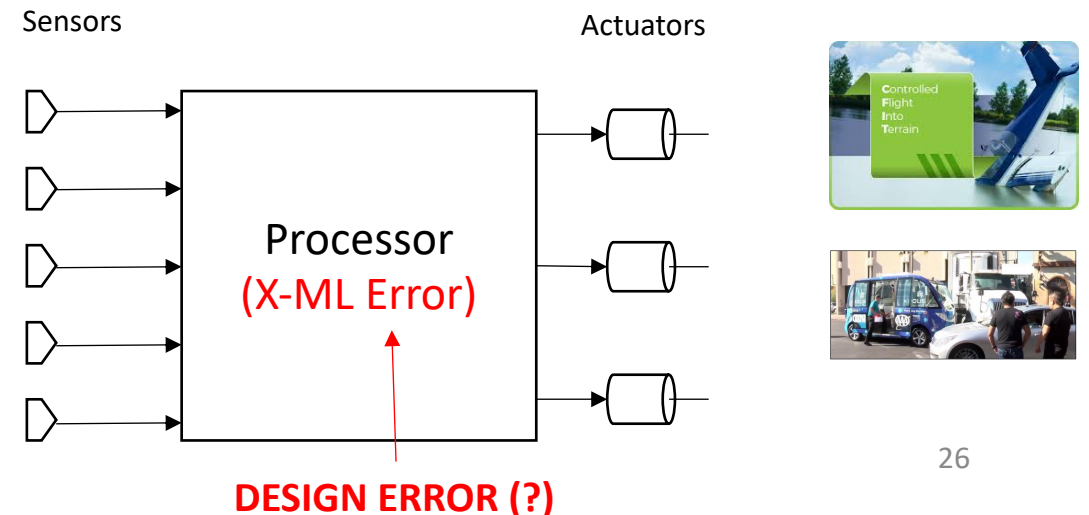 Sensors
Actuators
Controlled
Flight
Into
Terrain
Processor
(X-ML Error)
DESIGN ERROR (?)
26